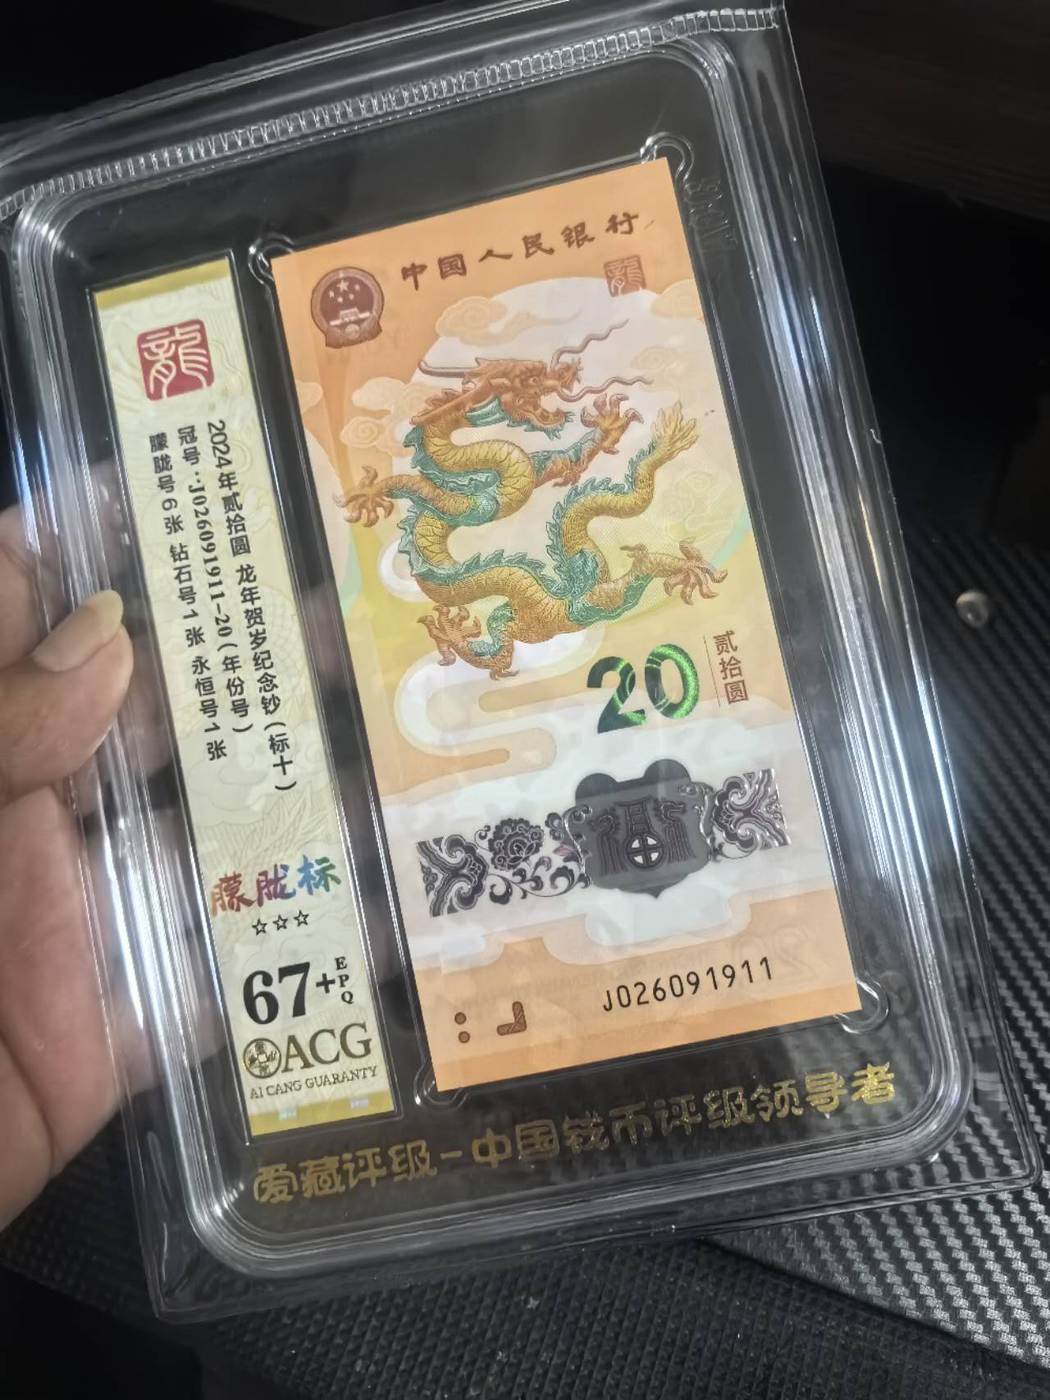 龍
2024年贰拾圆 龙年贺岁纪念钞(标十)
冠号:J026091911-20(年份号)
朦胧号6张 钻石号1张 永恒号1张
朦胧标
☆☆☆
67+EPQ
ACG
AI CANG GUARANTY
中国人民银行
龍
20
贰拾圆
J026091911
爱藏评级-中国钱币评级领导者